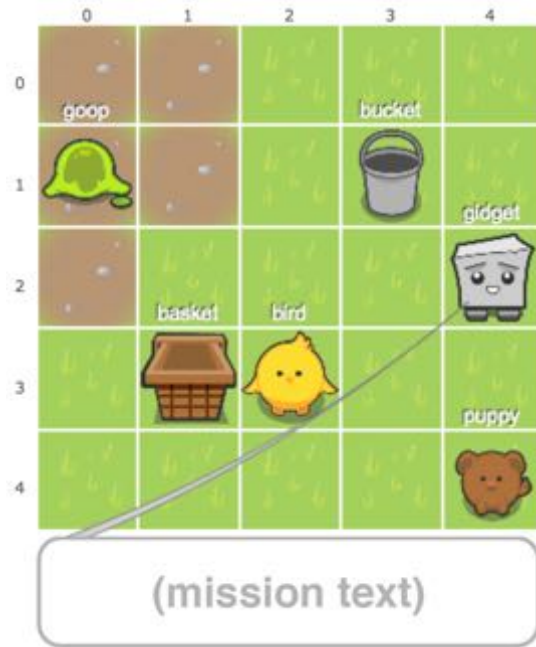 0 1 2 3 4
0
goop bucket
1
gidget
2
basket bird
3
puppy
4
(mission text)